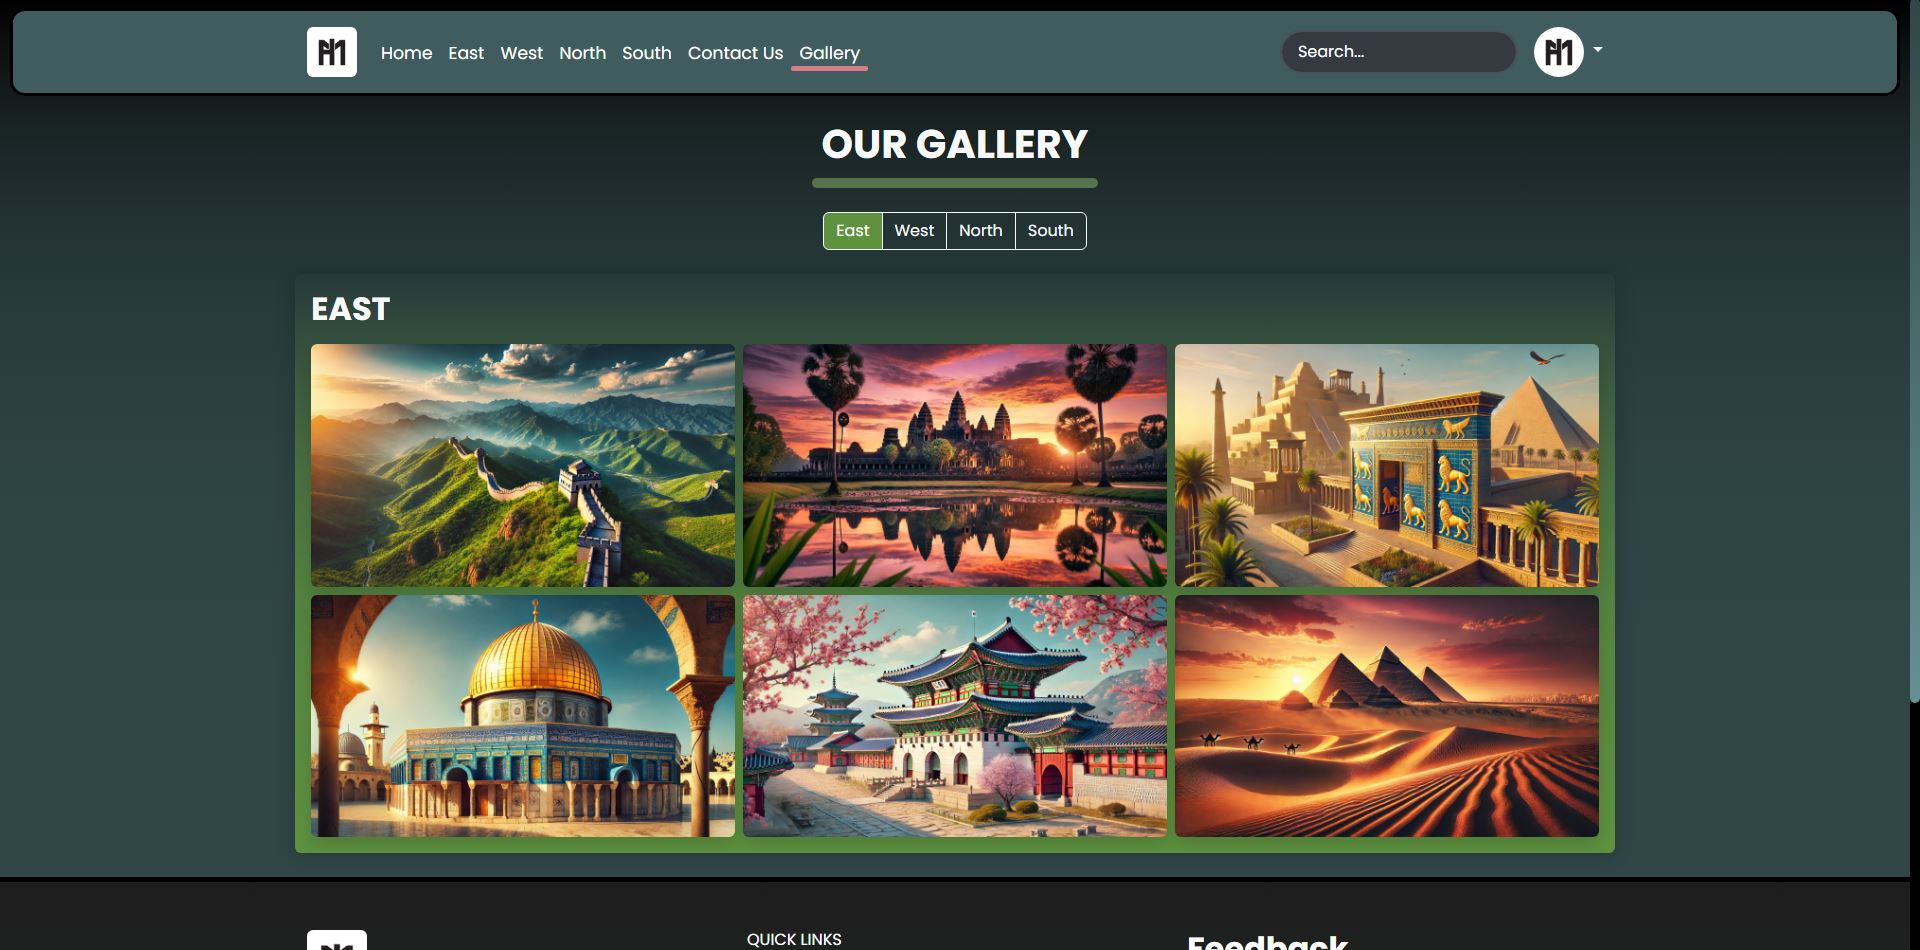 Home East West North South Contact Us Gallery
Search...
OUR GALLERY
East West North South
EAST
QUICK LINKS
Feedback